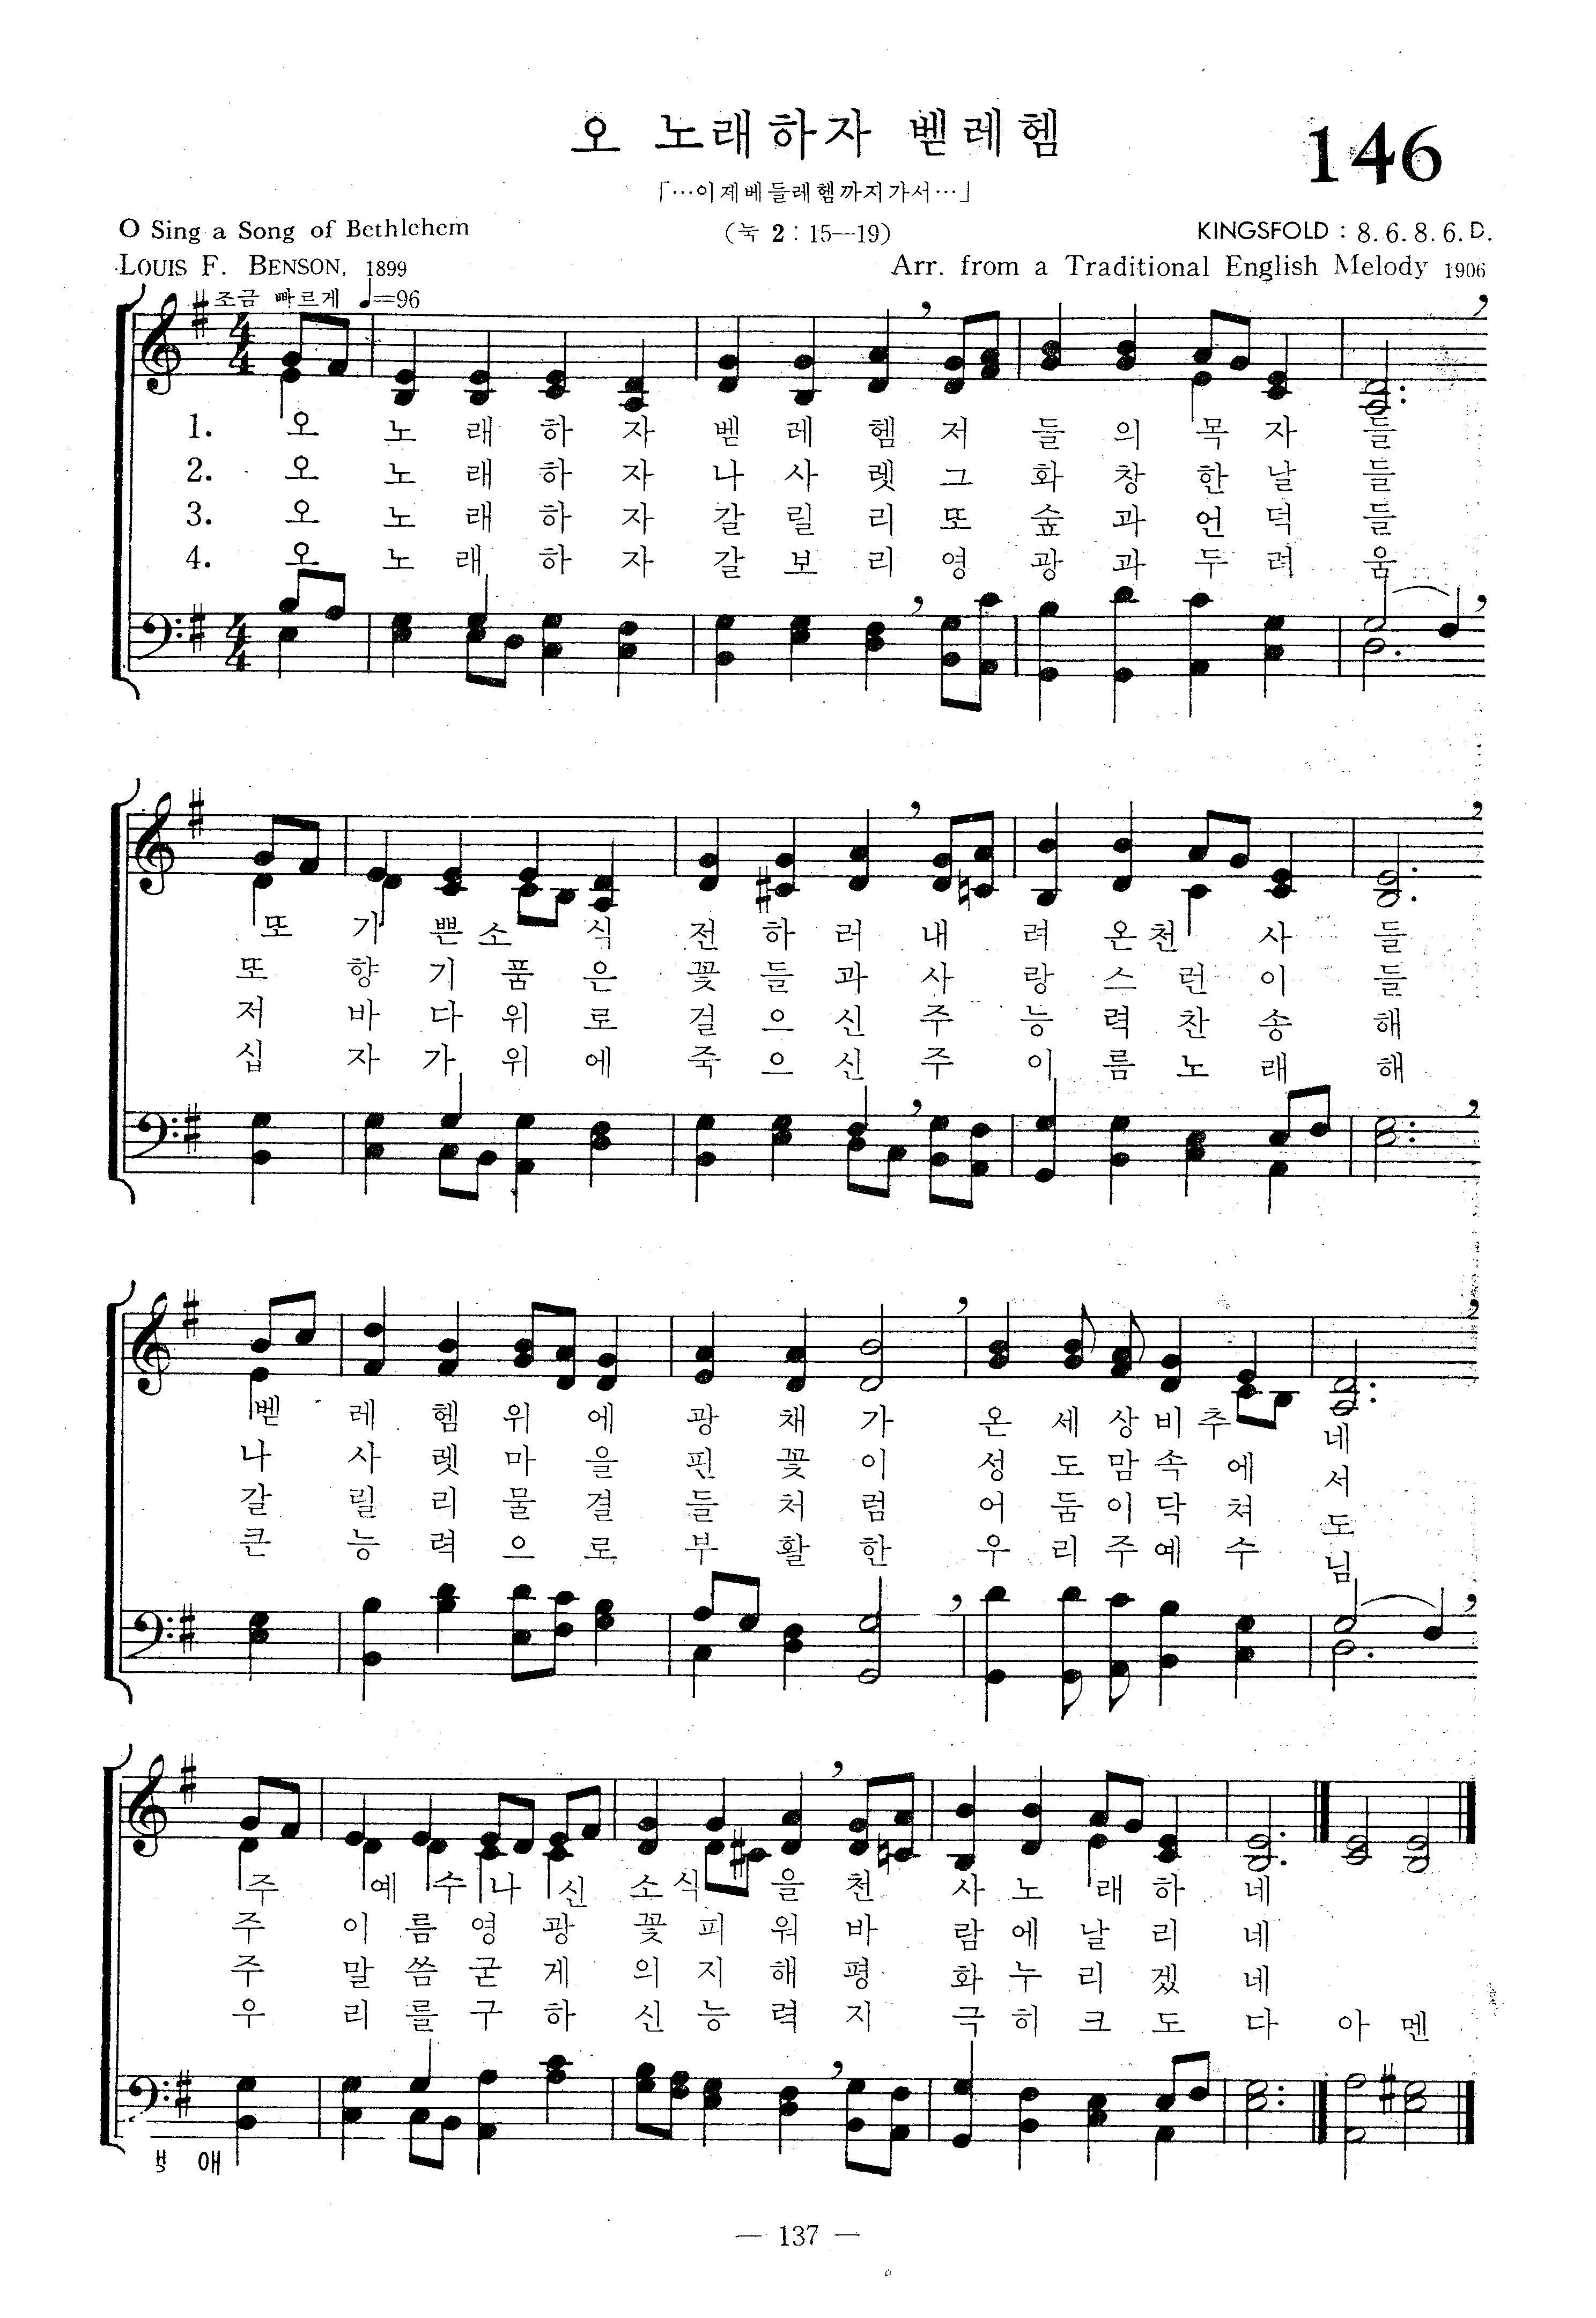 오 노래하자 벧레헴
146
「…이제베들레헴까지가서…」
O Sing a Song of Bethlehem
(눅 2 : 15—19)
KINGSFOLD : 8. 6. 8. 6. D.
LOUIS F. BENSON, 1899
Arr. from a Traditional English Melody 1906
조금 빠르게 ♩=96
4 4
1. 오 노 래 하 자 벧 레 헴 저 들 의 목 자 들
2. 오 노 래 하 자 나 사 렛 그 화 창 한 날 들
3. 오 노 래 하 자 갈 릴 리 또 숲 과 언 덕 들
4. 오 노 래 하 자 갈 보 리 영 광 과 두 려 움
4 4
또 기 쁜 소 식 전 하 러 내 려 온 천 사 들
또 향 기 품 은 꽃 들 과 사 랑 스 런 이 들
저 바 다 위 로 걸 으 신 주 능 력 찬 송 해
십 자 가 위 에 죽 으 신 주 이 름 노 래 해
벧 레 헴 위 에 광 채 가 온 세 상 비 추 네
나 사 렛 마 을 핀 꽃 이 성 도 맘 속 에 서
갈 릴 리 물 결 들 처 럼 어 둠 이 닥 쳐 도
큰 능 력 으 로 부 활 한 우 리 주 예 수 님
주 예 수 나 신 소 식 을 천 사 노 래 하 네
주 이 름 영 광 꽃 피 워 바 람 에 날 리 네
주 말 씀 굳 게 의 지 해 평 화 누 리 겠 네
우 리 를 구 하 신 능 력 지 극 히 크 도 다 아 멘
— 137 —